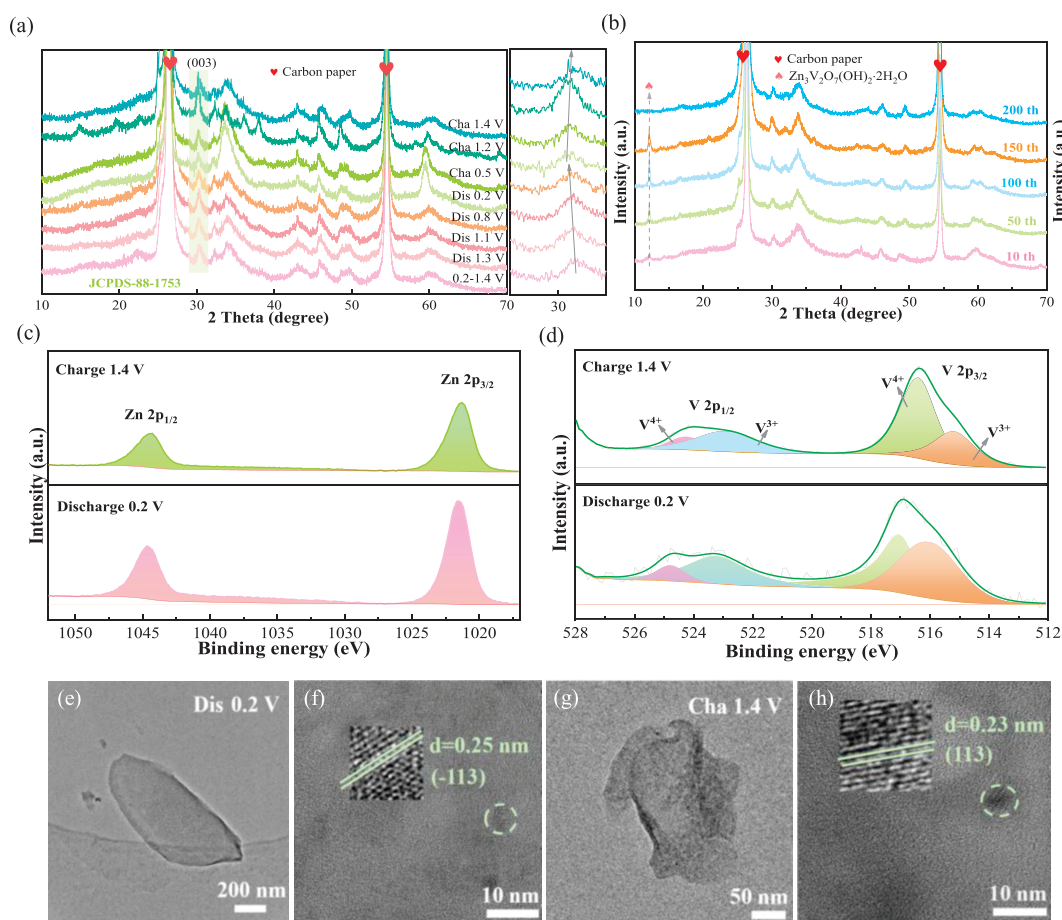 (a)
(003)
♥ Carbon paper
Cha 1.4 V
Cha 1.2 V
Cha 0.5 V
Dis 0.2 V
Dis 0.8 V
Dis 1.1 V
Dis 1.3 V
0.2-1.4 V
JCPDS-88-1753
10 20 30 40 50 60 70
30
2 Theta (degree)
(b)
Intensity (a.u.)
♥ Carbon paper
♠ Zn₃V₂O₇(OH)₂·2H₂O
200 th
150 th
100 th
50 th
10 th
Intensity (a.u.)
10 20 30 40 50 60 70
2 Theta (degree)
(c)
Intensity (a.u.)
Charge 1.4 V
Zn 2p₁/₂
Zn 2p₃/₂
Discharge 0.2 V
1050 1045 1040 1035 1030 1025 1020
Binding energy (eV)
(d)
Intensity (a.u.)
Charge 1.4 V
V 2p₁/₂
V 2p₃/₂
V⁴⁺
V³⁺
V⁴⁺
V³⁺
Discharge 0.2 V
528 526 524 522 520 518 516 514 512
Binding energy (eV)
(e)
Dis 0.2 V
200 nm
(f)
d=0.25 nm
(-113)
10 nm
(g)
Cha 1.4 V
50 nm
(h)
d=0.23 nm
(113)
10 nm